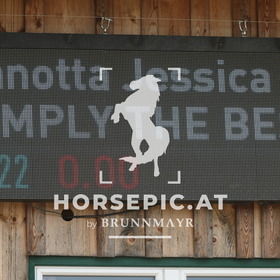 nnotta Jessica
MPLY THE BE
22 0.00
HORSEPIC.AT
by BRUNNMAYR